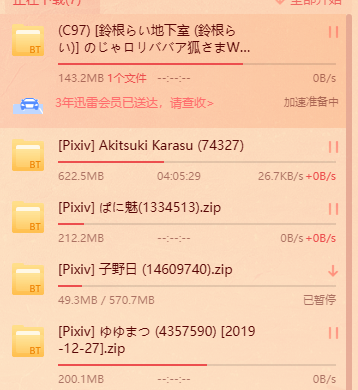 正在下载(7)
全部开始
(C97) [鈴根らい地下室 (鈴根ら
い)] のじゃロリババア狐さまW...
BT
143.2MB 1个文件 --:--:-- 0B/s
3年迅雷会员已送达，请查收>
加速准备中
[Pixiv] Akitsuki Karasu (74327)
BT
622.5MB 04:05:29 26.7KB/s +0B/s
[Pixiv] ぱに魅(1334513).zip
BT
212.2MB --:--:-- 0B/s +0B/s
[Pixiv] 子野日 (14609740).zip
BT
49.3MB / 570.7MB 已暂停
[Pixiv] ゆゆまつ (4357590) [2019
-12-27].zip
BT
200.1MB --:--:-- 0B/s